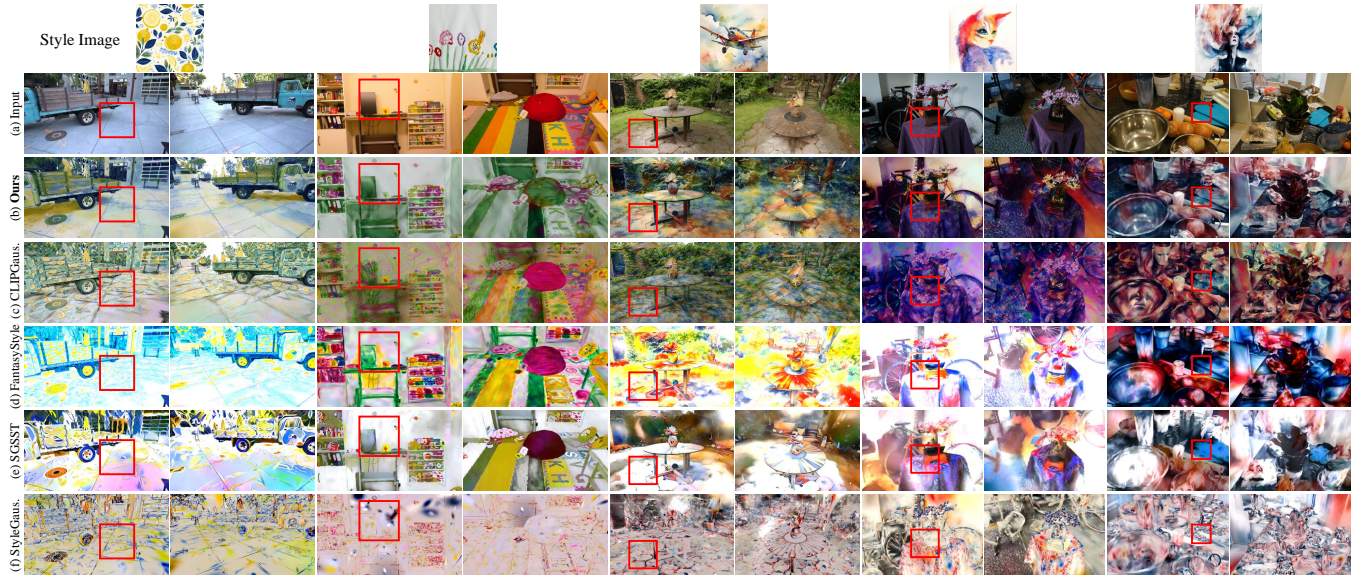 Style Image
(a) Input
(b) Ours
(c) CLIPGaus.
(d) FantasyStyle
(e) SGSST
(f) StyleGaus.